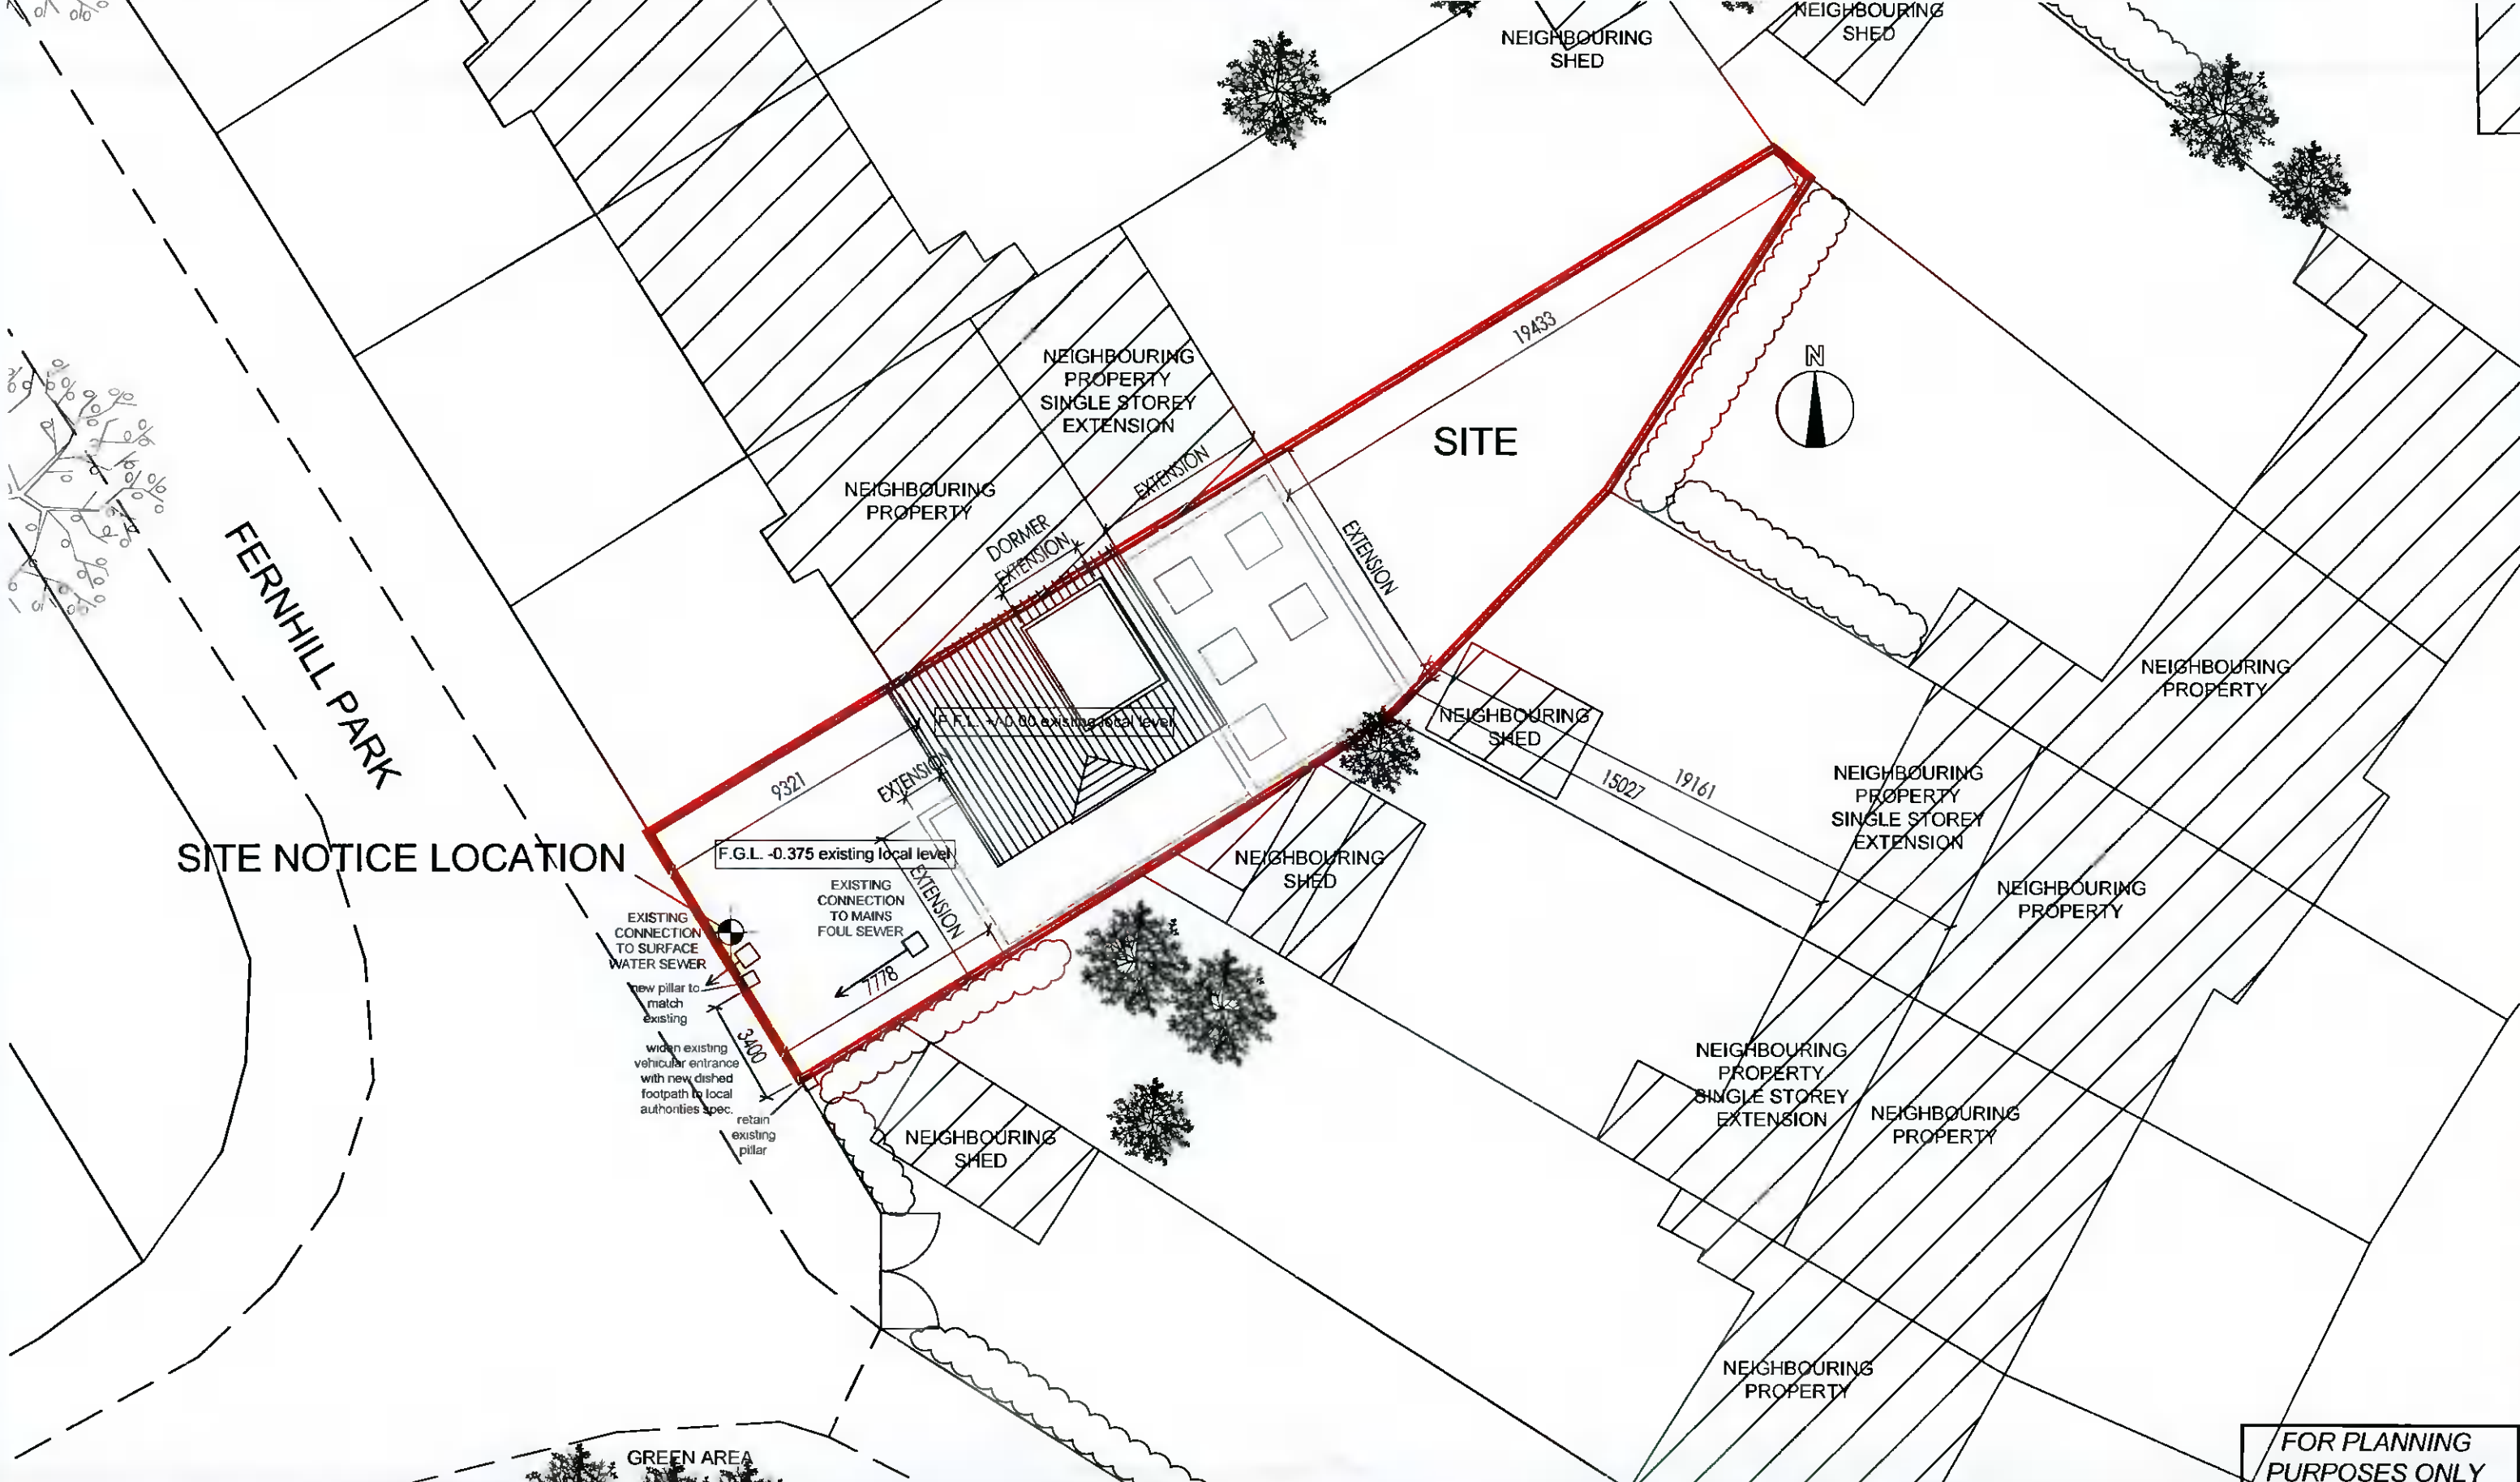 NEIGHBOURING
SHED
NEIGHBOURING
SHED
NEIGHBOURING
PROPERTY
SINGLE STOREY
EXTENSION
19433
N
SITE
EXTENSION
NEIGHBOURING
PROPERTY
DORMER
EXTENSION
EXTENSION
FERNHILL PARK
F.F.L. +/-0.00 existing local level
NEIGHBOURING
SHED
NEIGHBOURING
PROPERTY
9321
EXTENSION
15027
19161
NEIGHBOURING
PROPERTY
SINGLE STOREY
EXTENSION
SITE NOTICE LOCATION
F.G.L. -0.375 existing local level
NEIGHBOURING
SHED
EXISTING
CONNECTION
TO MAINS
FOUL SEWER
EXTENSION
NEIGHBOURING
PROPERTY
EXISTING
CONNECTION
TO SURFACE
WATER SEWER
7778
new pillar to
match
existing
3400
widen existing
vehicular entrance
with new dished
footpath to local
authorities spec.
retain
existing
pillar
NEIGHBOURING
SHED
NEIGHBOURING
PROPERTY
SINGLE STOREY
EXTENSION
NEIGHBOURING
PROPERTY
NEIGHBOURING
PROPERTY
GREEN AREA
FOR PLANNING
PURPOSES ONLY